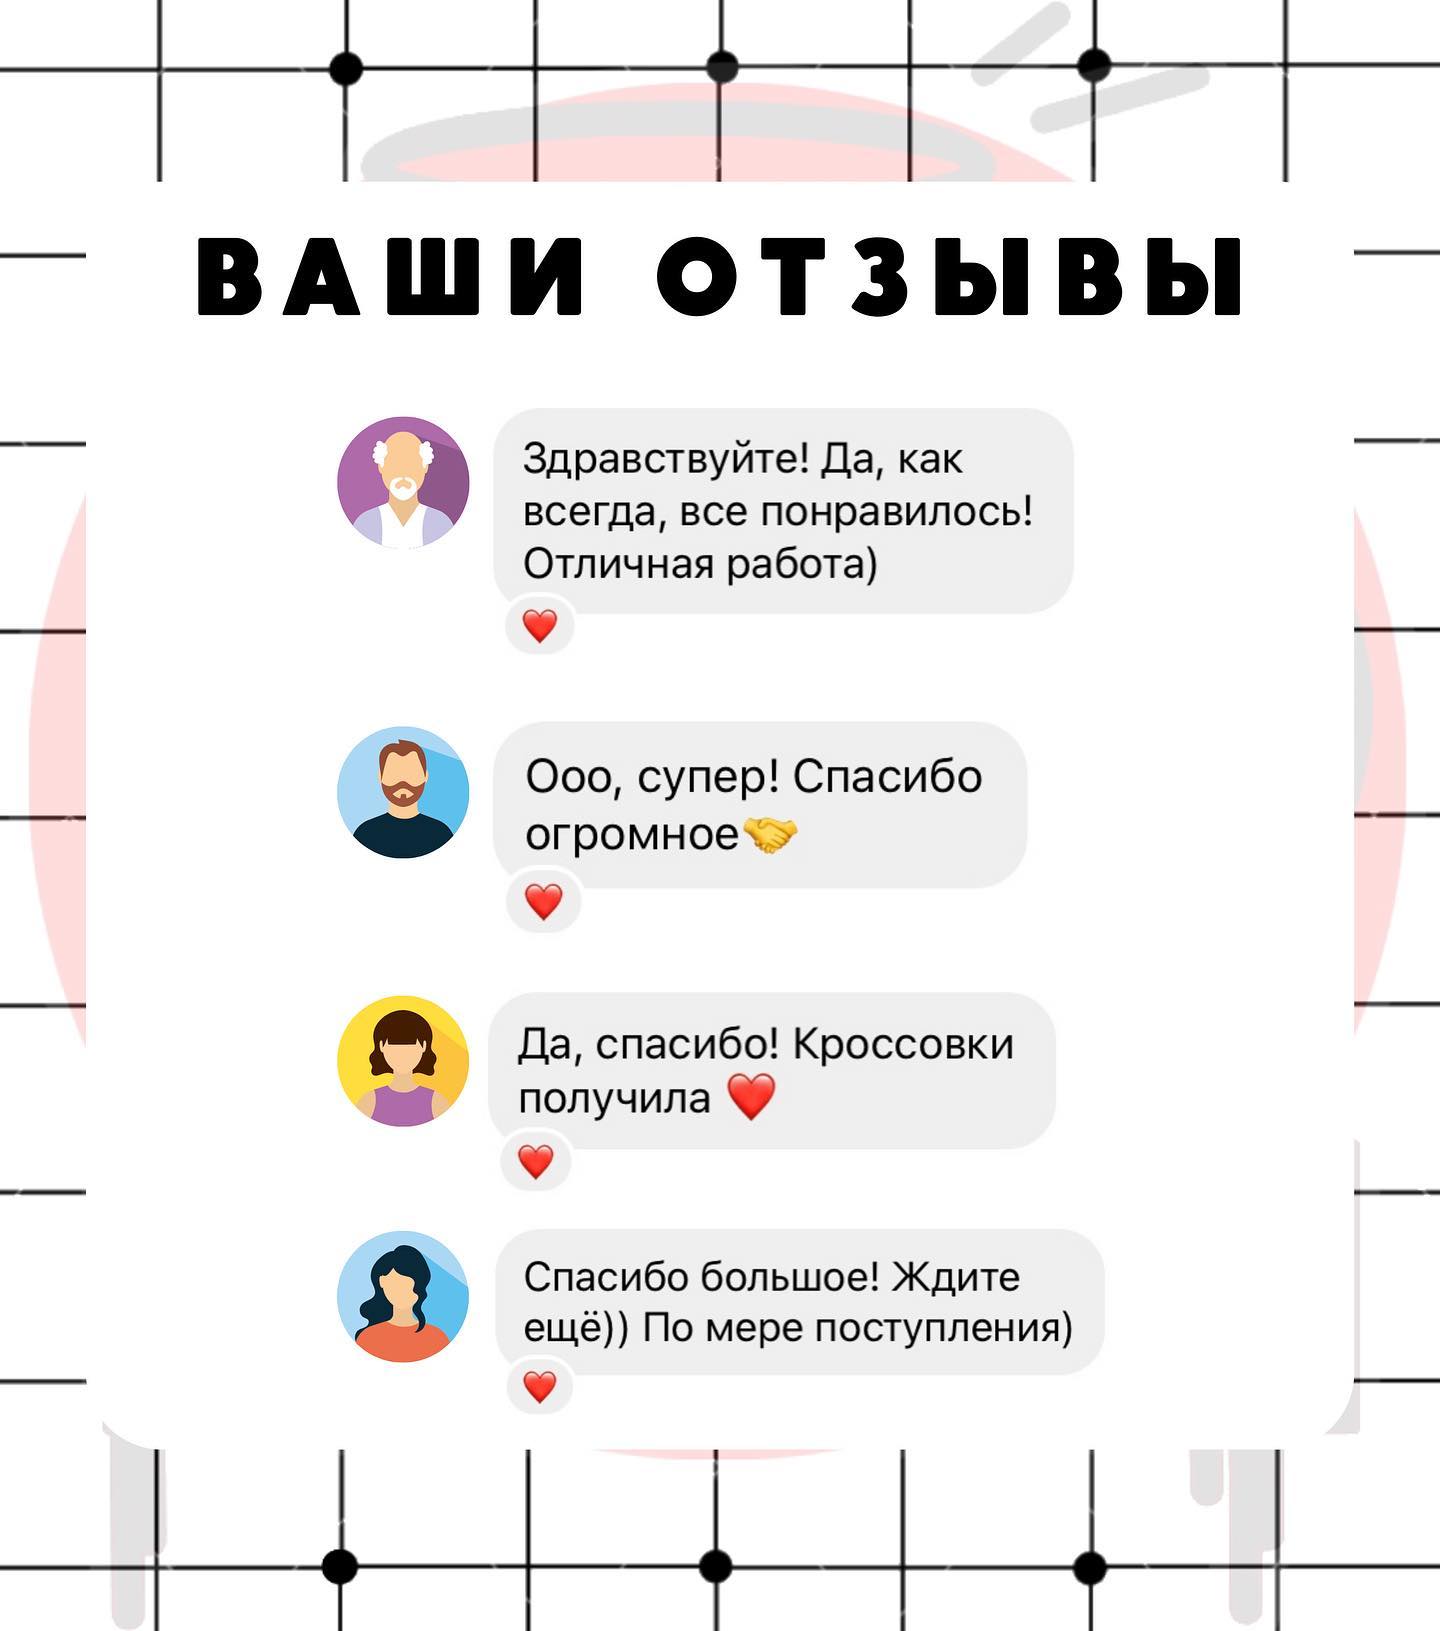 ВАШИ ОТЗЫВЫ
Здравствуйте! Да, как
всегда, все понравилось!
Отличная работа)
Ооо, супер! Спасибо
огромное🤝
Да, спасибо! Кроссовки
получила ❤️
Спасибо большое! Ждите
ещё)) По мере поступления)